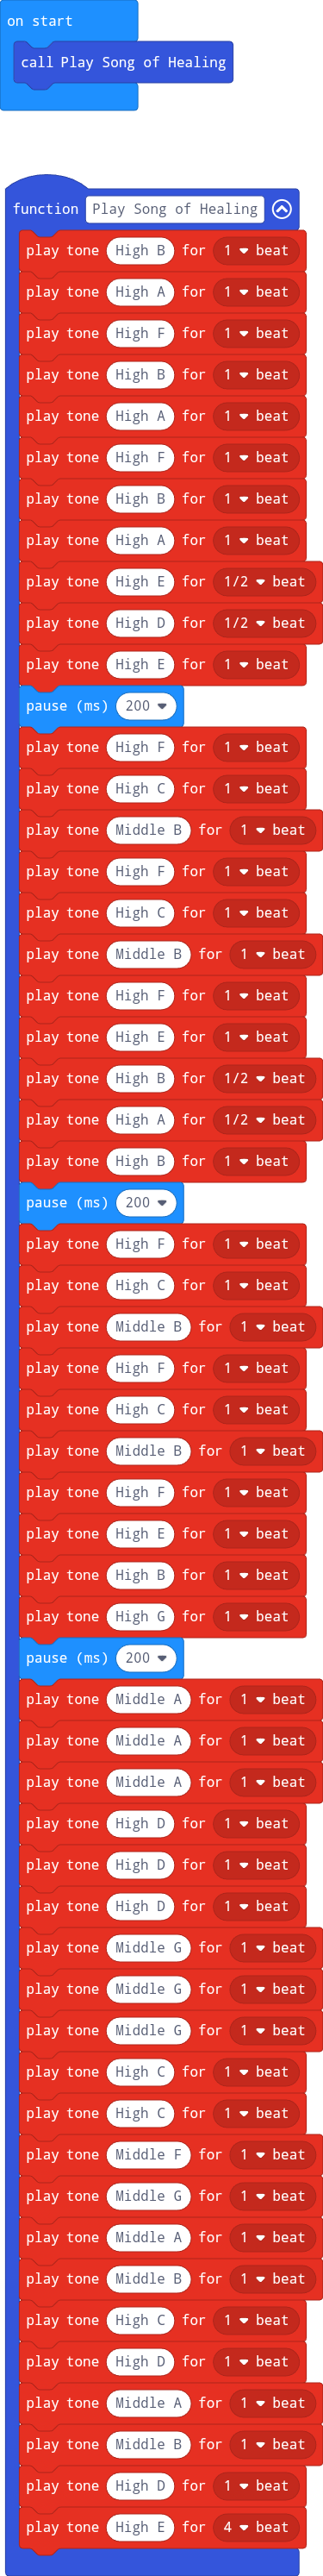 on start
call Play Song of Healing
function Play Song of Healing
play tone High B for 1 beat
play tone High A for 1 beat
play tone High F for 1 beat
play tone High B for 1 beat
play tone High A for 1 beat
play tone High F for 1 beat
play tone High B for 1 beat
play tone High A for 1 beat
play tone High E for 1/2 beat
play tone High D for 1/2 beat
play tone High E for 1 beat
pause (ms) 200
play tone High F for 1 beat
play tone High C for 1 beat
play tone Middle B for 1 beat
play tone High F for 1 beat
play tone High C for 1 beat
play tone Middle B for 1 beat
play tone High F for 1 beat
play tone High E for 1 beat
play tone High B for 1/2 beat
play tone High A for 1/2 beat
play tone High B for 1 beat
pause (ms) 200
play tone High F for 1 beat
play tone High C for 1 beat
play tone Middle B for 1 beat
play tone High F for 1 beat
play tone High C for 1 beat
play tone Middle B for 1 beat
play tone High F for 1 beat
play tone High E for 1 beat
play tone High B for 1 beat
play tone High G for 1 beat
pause (ms) 200
play tone Middle A for 1 beat
play tone Middle A for 1 beat
play tone Middle A for 1 beat
play tone High D for 1 beat
play tone High D for 1 beat
play tone High D for 1 beat
play tone Middle G for 1 beat
play tone Middle G for 1 beat
play tone Middle G for 1 beat
play tone High C for 1 beat
play tone High C for 1 beat
play tone Middle F for 1 beat
play tone Middle G for 1 beat
play tone Middle A for 1 beat
play tone Middle B for 1 beat
play tone High C for 1 beat
play tone High D for 1 beat
play tone Middle A for 1 beat
play tone Middle B for 1 beat
play tone High D for 1 beat
play tone High E for 4 beat